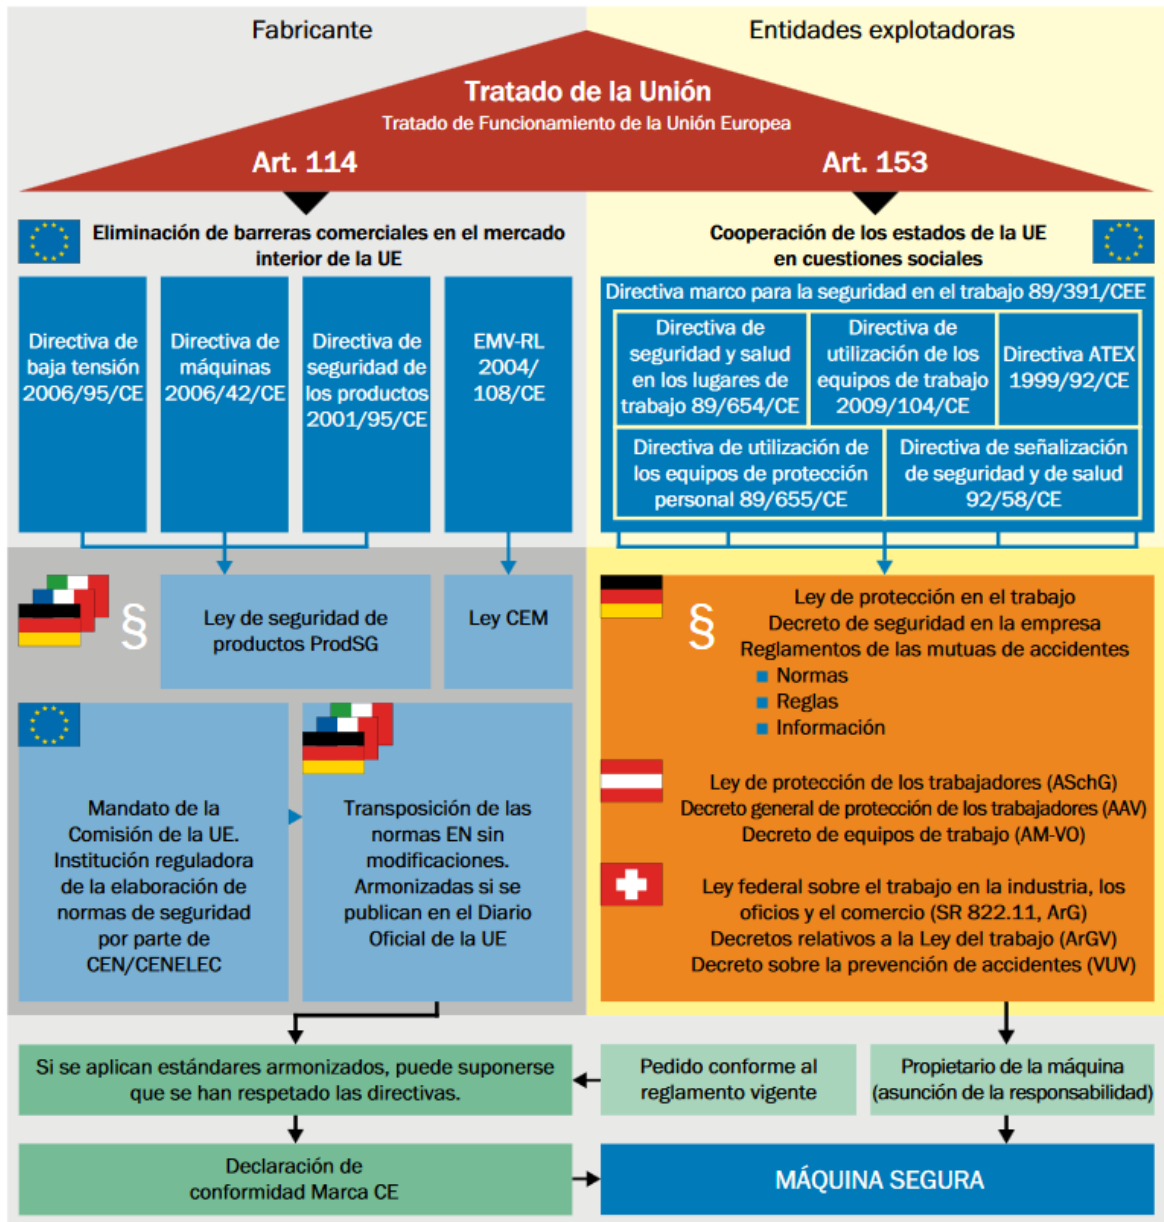 Fabricante
Entidades explotadoras
Tratado de la Unión
Tratado de Funcionamiento de la Unión Europea
Art. 114
Art. 153
Eliminación de barreras comerciales en el mercado
interior de la UE
Cooperación de los estados de la UE
en cuestiones sociales
Directiva de
baja tensión
2006/95/CE
Directiva de
máquinas
2006/42/CE
Directiva de
seguridad de
los productos
2001/95/CE
EMV-RL
2004/
108/CE
Directiva marco para la seguridad en el trabajo 89/391/CEE
Directiva de
seguridad y salud
en los lugares de
trabajo 89/654/CE
Directiva de
utilización de los
equipos de trabajo
2009/104/CE
Directiva ATEX
1999/92/CE
Directiva de utilización de
los equipos de protección
personal 89/655/CE
Directiva de señalización
de seguridad y de salud
92/58/CE
§
Ley de seguridad de
productos ProdSG
Ley CEM
§
Ley de protección en el trabajo
Decreto de seguridad en la empresa
Reglamentos de las mutuas de accidentes
■ Normas
■ Reglas
■ Información
Mandato de la
Comisión de la UE.
Institución reguladora
de la elaboración de
normas de seguridad
por parte de
CEN/CENELEC
Transposición de las
normas EN sin
modificaciones.
Armonizadas si se
publican en el Diario
Oficial de la UE
Ley de protección de los trabajadores (ASchG)
Decreto general de protección de los trabajadores (AAV)
Decreto de equipos de trabajo (AM-VO)
Ley federal sobre el trabajo en la industria, los
oficios y el comercio (SR 822.11, ArG)
Decretos relativos a la Ley del trabajo (ArGV)
Decreto sobre la prevención de accidentes (VUV)
Si se aplican estándares armonizados, puede suponerse
que se han respetado las directivas.
Pedido conforme al
reglamento vigente
Propietario de la máquina
(asunción de la responsabilidad)
Declaración de
conformidad Marca CE
MÁQUINA SEGURA